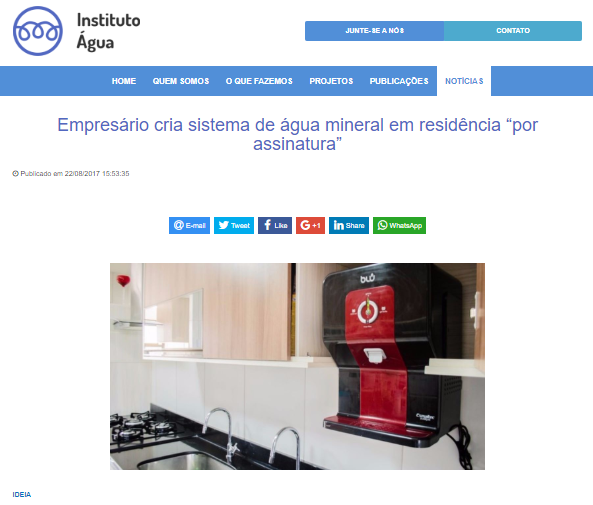 Instituto
Água
JUNTE-SE A NÓS
CONTATO
HOME QUEM SOMOS O QUE FAZEMOS PROJETOS PUBLICAÇÕES NOTÍCIAS
Empresário cria sistema de água mineral em residência “por
assinatura”
Publicado em 22/08/2017 15:53:35
E-mail Tweet Like +1 Share WhatsApp
blu
IDEIA